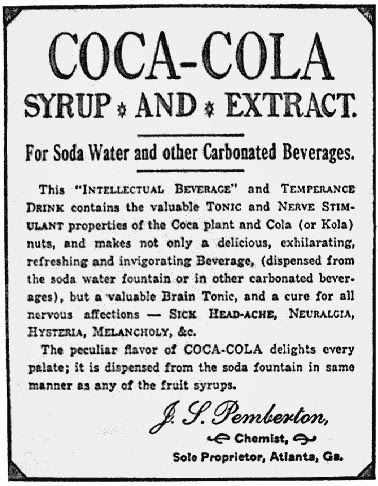 COCA-COLA
SYRUP * AND * EXTRACT.
For Soda Water and other Carbonated Beverages.
This "INTELLECTUAL BEVERAGE" and TEMPERANCE
DRINK contains the valuable TONIC and NERVE STIM-
ULANT properties of the Coca plant and Cola (or Kola)
nuts, and makes not only a delicious, exhilarating,
refreshing and invigorating Beverage, (dispensed from
the soda water fountain or in other carbonated bever-
ages), but a valuable Brain Tonic, and a cure for all
nervous affections — SICK HEAD-ACHE, NEURALGIA,
HYSTERIA, MELANCHOLY, &c.
The peculiar flavor of COCA-COLA delights every
palate; it is dispensed from the soda fountain in same
manner as any of the fruit syrups.
J. S. Pemberton,
Chemist,
Sole Proprietor, Atlanta, Ga.